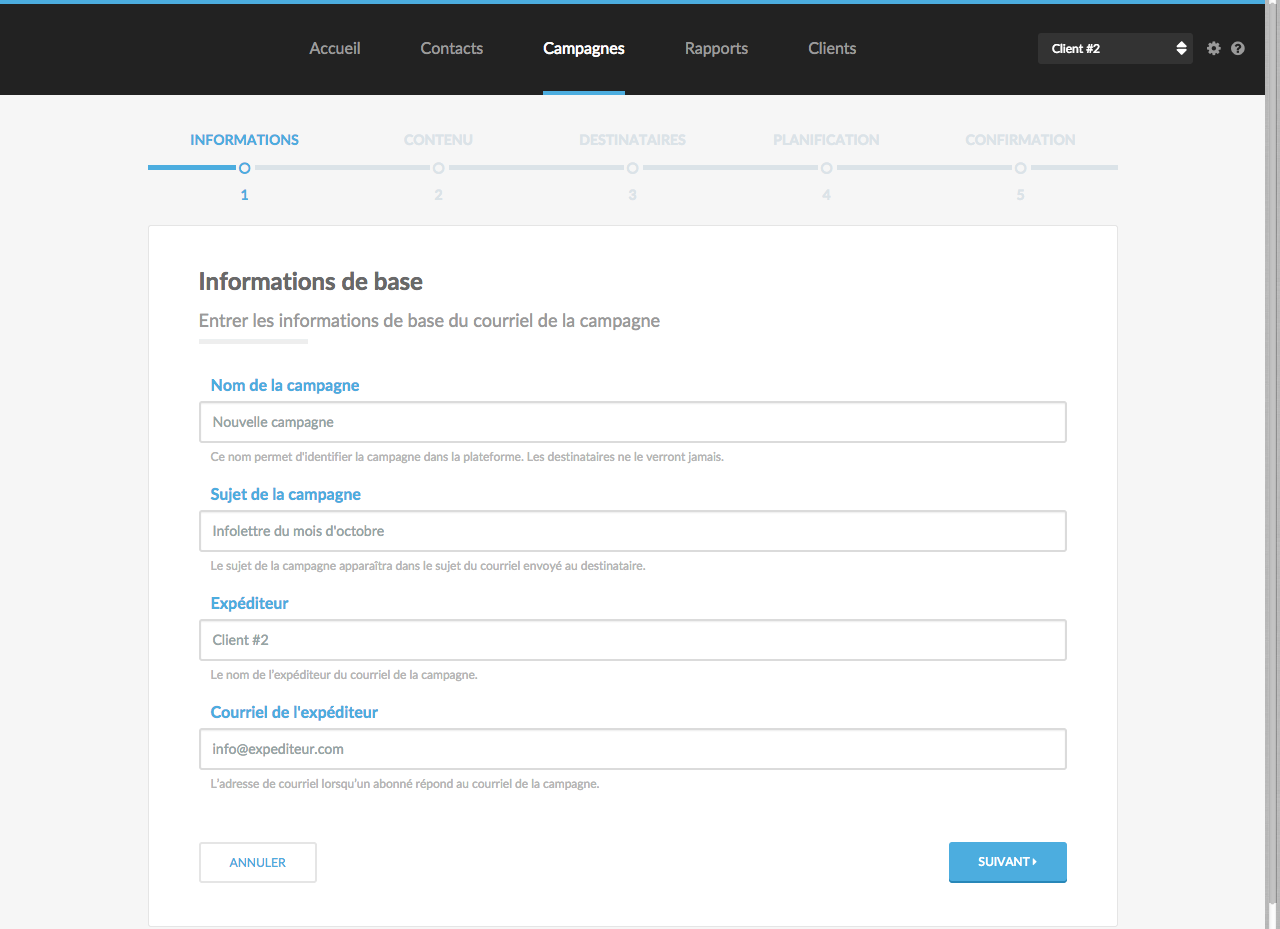 Accueil Contacts Campagnes Rapports Clients Client #2
INFORMATIONS CONTENU DESTINATAIRES PLANIFICATION CONFIRMATION
1 2 3 4 5
Informations de base
Entrer les informations de base du courriel de la campagne
Nom de la campagne
Nouvelle campagne
Ce nom permet d'identifier la campagne dans la plateforme. Les destinataires ne le verront jamais.
Sujet de la campagne
Infolettre du mois d'octobre
Le sujet de la campagne apparaîtra dans le sujet du courriel envoyé au destinataire.
Expéditeur
Client #2
Le nom de l'expéditeur du courriel de la campagne.
Courriel de l'expéditeur
info@expediteur.com
L'adresse de courriel lorsqu'un abonné répond au courriel de la campagne.
ANNULER SUIVANT